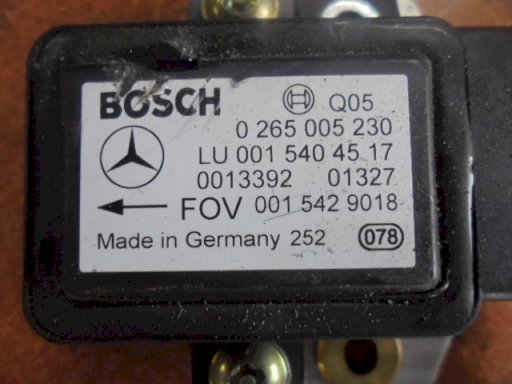 BOSCH Q05
0 265 005 230
LU 001 540 45 17
0013392 01327
FOV 001 542 9018
Made in Germany 252 078